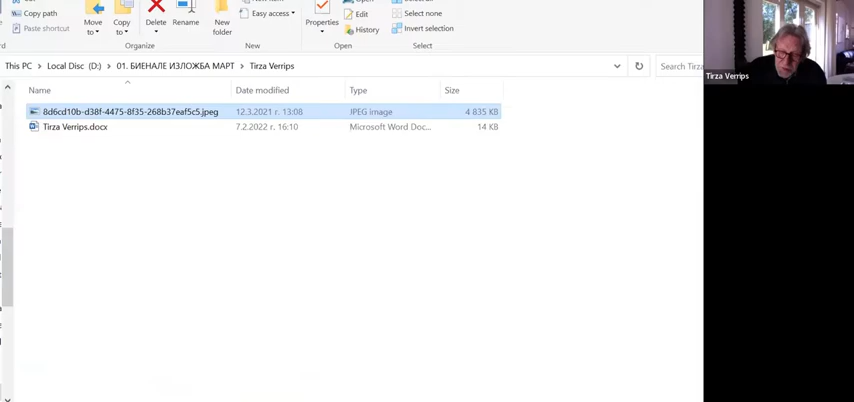 Copy path
Paste shortcut
Move to
Copy to
Delete
Rename
New folder
Easy access
Properties
Edit
History
Select none
Invert selection
Organize
New
Open
Select
This PC > Local Disc (D:) > 01. БИЕНАЛЕ ИЗЛОЖБА МАРТ > Tirza Verrips
Search Tirza
Tirza Verrips
Name Date modified Type Size
8d6cd10b-d38f-4475-8f35-268b37eaf5c5.jpeg 12.3.2021 г. 13:08 JPEG image 4 835 KB
Tirza Verrips.docx 7.2.2022 г. 16:10 Microsoft Word Doc... 14 KB